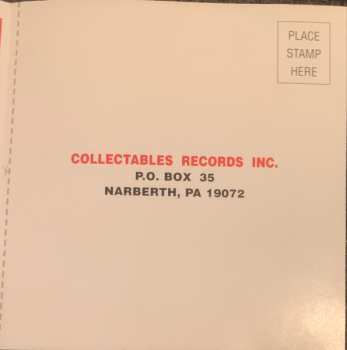 PLACE
STAMP
HERE
COLLECTABLES RECORDS INC.
P.O. BOX 35
NARBERTH, PA 19072